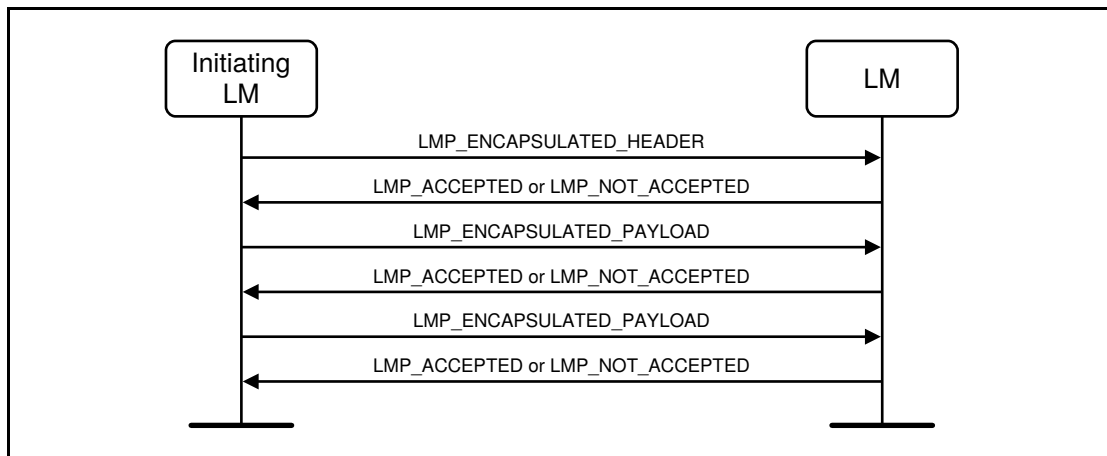 Initiating
LM
LM
LMP_ENCAPSULATED_HEADER
LMP_ACCEPTED or LMP_NOT_ACCEPTED
LMP_ENCAPSULATED_PAYLOAD
LMP_ACCEPTED or LMP_NOT_ACCEPTED
LMP_ENCAPSULATED_PAYLOAD
LMP_ACCEPTED or LMP_NOT_ACCEPTED